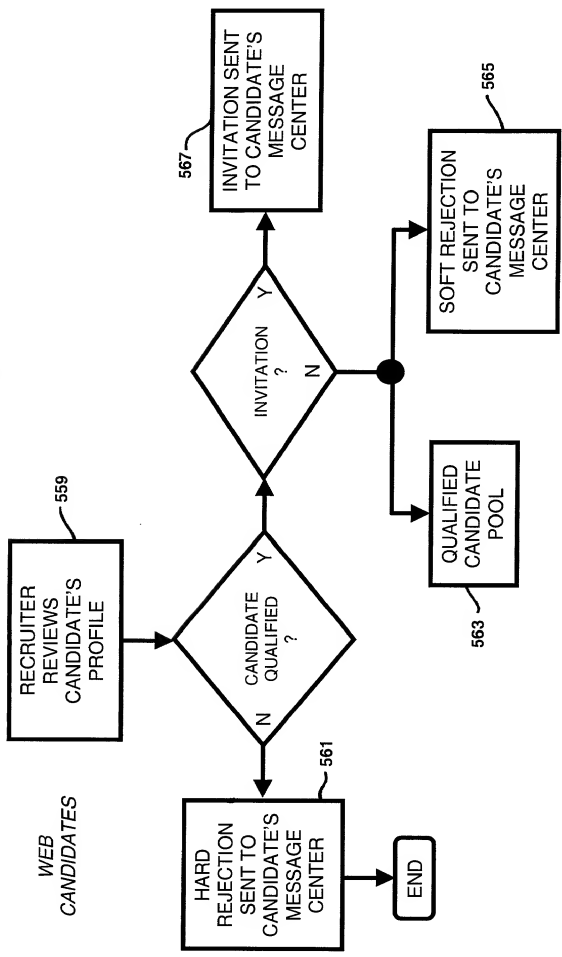 WEB
CANDIDATES
RECRUITER
REVIEWS
CANDIDATE'S
PROFILE
559
HARD
REJECTION
SENT TO
CANDIDATE'S
MESSAGE
CENTER
561
END
N
CANDIDATE
QUALIFIED
?
Y
INVITATION
?
N
Y
INVITATION SENT
TO CANDIDATE'S
MESSAGE
CENTER
567
QUALIFIED
CANDIDATE
POOL
563
SOFT REJECTION
SENT TO
CANDIDATE'S
MESSAGE
CENTER
565